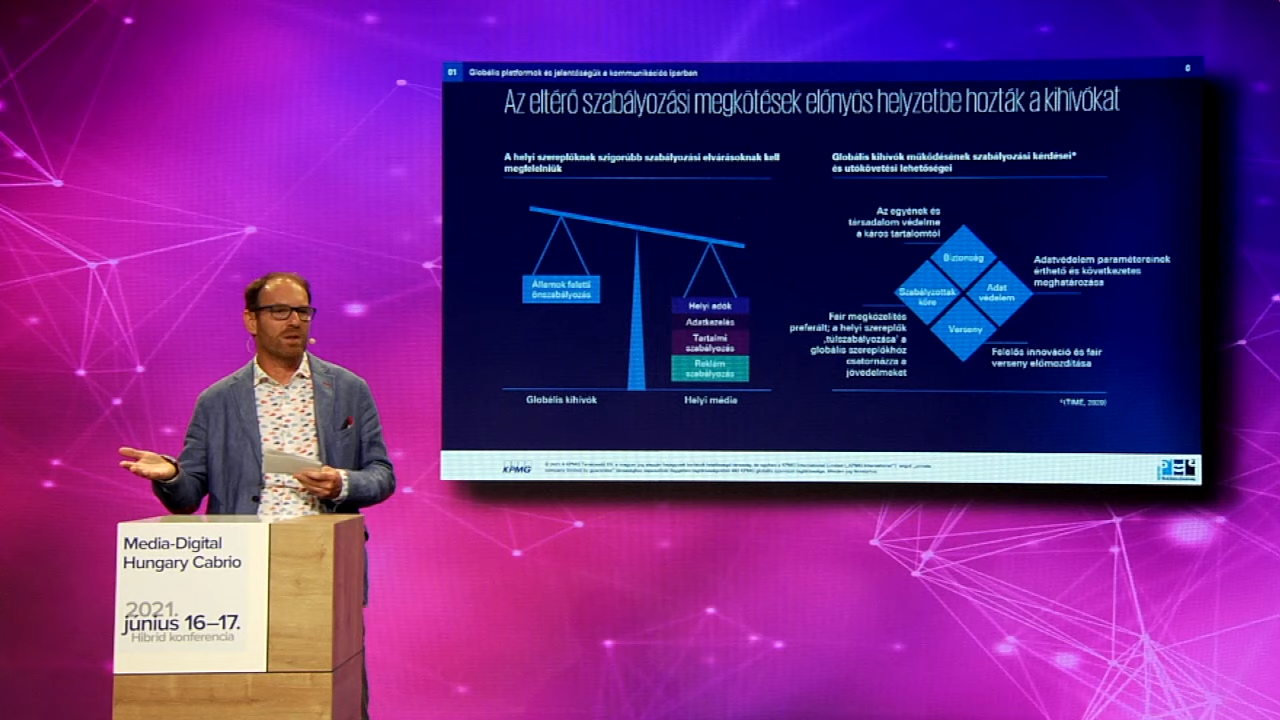 01 Globális platformok és jelentőségük a kommunikációs iparban
Az eltérő szabályozási megkötések előnyös helyzetbe hozták a kihívókat
A helyi szereplőknek szigorúbb szabályozási elvárásoknak kell
megfelelniük
Államok feletti
önszabályozás
Helyi adók
Adatkezelés
Tartalmi
szabályozás
Reklám
szabályozás
Globális kihívók
Helyi média
Globális kihívók működésének szabályozási kérdései*
és utókövetési lehetőségei
Az egyének és
társadalom védelme
a káros tartalomtól
Biztonság
Adatvédelem paramétereinek
érthető és következetes
meghatározása
Szabályozottak
köre
Adat
védelem
Verseny
Fair megközelítés
preferált; a helyi szereplők
„túlszabályozása' a
globális szereplőkhöz
csatornázza a
jövedelmeket
Felelős innováció és fair
verseny előmozdítása
*(TIME, 2020)
KPMG
Media-Digital
Hungary Cabrio
2021.
június 16–17.
Hibrid konferencia